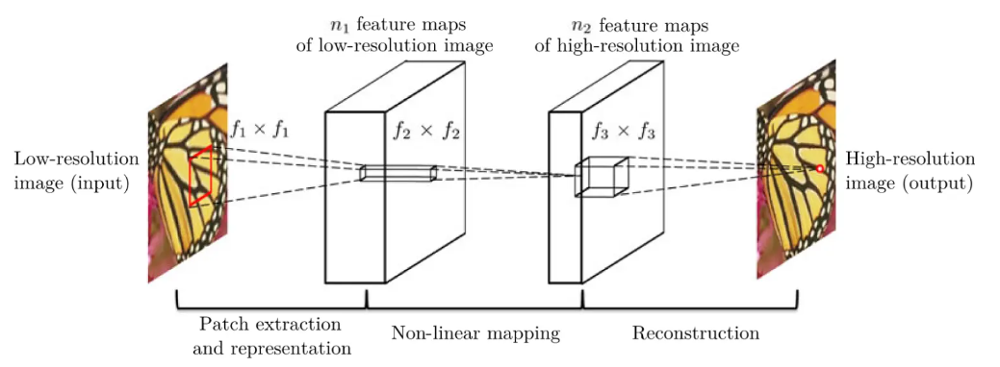 n₁ feature maps
of low-resolution image
n₂ feature maps
of high-resolution image
f₁ × f₁
f₂ × f₂
f₃ × f₃
Low-resolution
image (input)
High-resolution
image (output)
Patch extraction
and representation
Non-linear mapping
Reconstruction